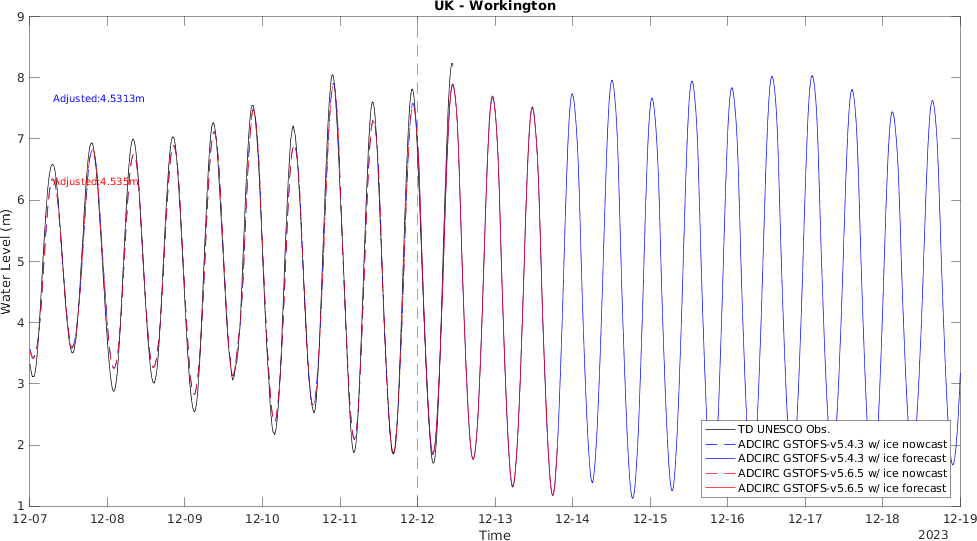 UK - Workington
9
8
7
6
5
4
3
2
1
Water Level (m)
Adjusted:4.5313m
Adjusted:4.535m
TD UNESCO Obs.
ADCIRC GSTOFS-v5.4.3 w/ ice nowcast
ADCIRC GSTOFS-v5.4.3 w/ ice forecast
ADCIRC GSTOFS-v5.6.5 w/ ice nowcast
ADCIRC GSTOFS-v5.6.5 w/ ice forecast
12-07 12-08 12-09 12-10 12-11 12-12 12-13 12-14 12-15 12-16 12-17 12-18 12-19
Time
2023